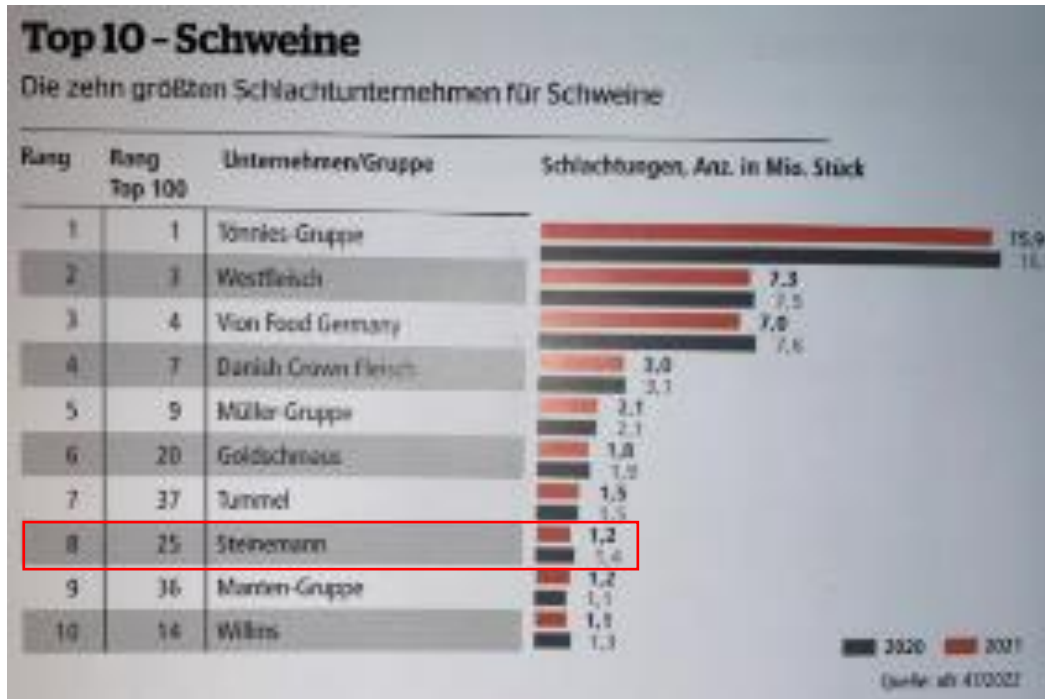 Top 10 – Schweine
Die zehn größten Schlachtunternehmen für Schweine
Rang Rang Top 100 Unternehmen/Gruppe Schlachtungen, Anz. in Mio. Stück
1 1 Tönnies-Gruppe 15,9
2 3 Westfleisch 7,3 7,5
3 4 Vion Food Germany 7,0 7,6
4 7 Danish Crown Fleisch 3,0 3,1
5 9 Müller-Gruppe 2,1 2,1
6 20 Goldschmaus 1,8 1,9
7 37 Tummel 1,5 1,5
8 25 Steinemann 1,2 1,4
9 36 Manten-Gruppe 1,2 1,1
10 14 Willms 1,1 1,3
2020 2021
Quelle: 41/2022